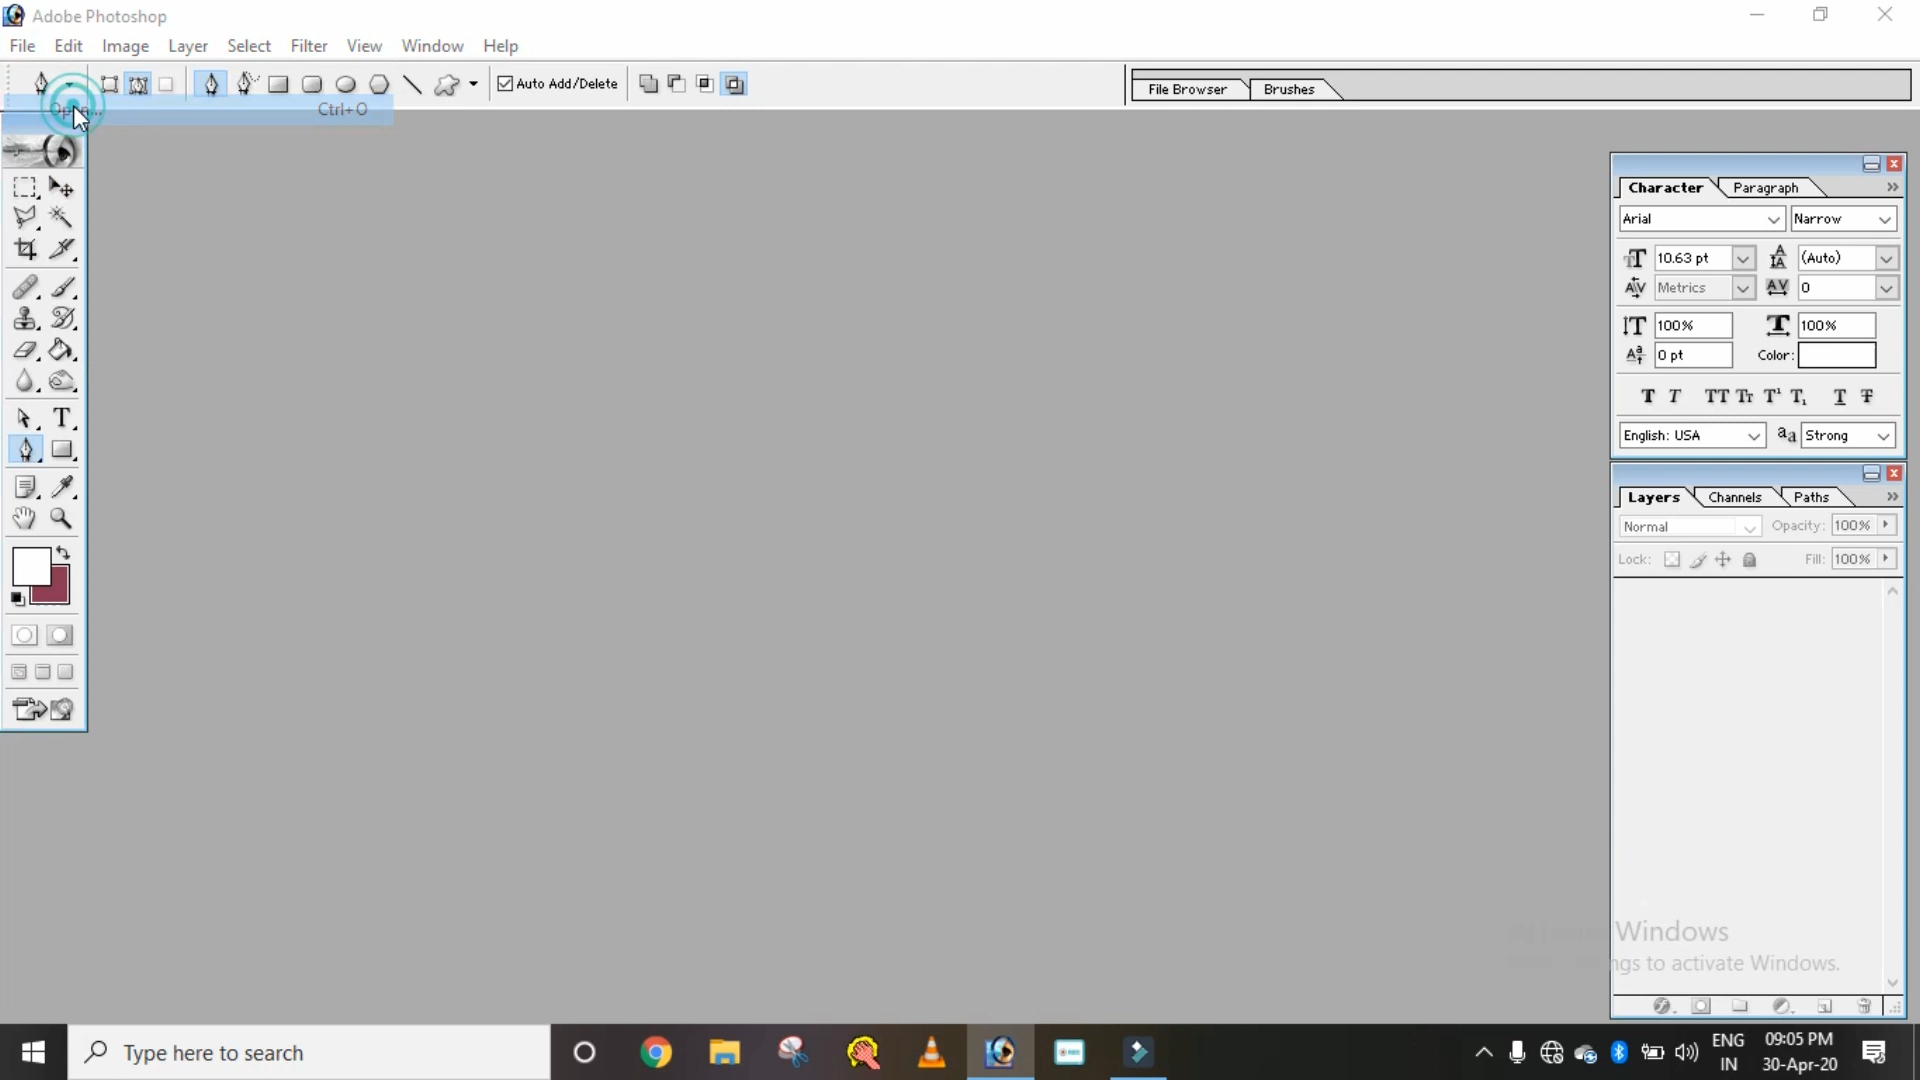 Adobe Photoshop
File Edit Image Layer Select Filter View Window Help
Auto Add/Delete
File Browser Brushes
Open... Ctrl+O
Character Paragraph
Arial Narrow
10.63 pt (Auto)
Metrics 0
100% 100%
0 pt Color:
English: USA aa Strong
Layers Channels Paths
Normal Opacity: 100%
Lock: Fill: 100%
Windows
ngs to activate Windows.
Type here to search
ENG 09:05 PM
IN 30-Apr-20